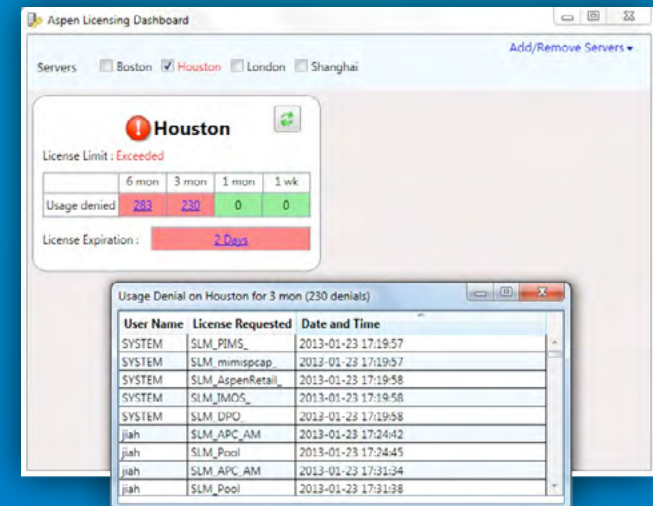 Aspen Licensing Dashboard
Add/Remove Servers
Servers Boston Houston London Shanghai
Houston
License Limit : Exceeded
6 mon 3 mon 1 mon 1 wk
Usage denied 283 230 0 0
License Expiration : 2 Days
Usage Denial on Houston for 3 mon (230 denials)
User Name License Requested Date and Time
SYSTEM SLM_PIMS_ 2013-01-23 17:19:57
SYSTEM SLM_mimispcap_ 2013-01-23 17:19:57
SYSTEM SLM_AspenRetail_ 2013-01-23 17:19:58
SYSTEM SLM_IMOS_ 2013-01-23 17:19:58
SYSTEM SLM_DPO_ 2013-01-23 17:19:58
jiah SLM_APC_AM 2013-01-23 17:24:42
jiah SLM_Pool 2013-01-23 17:24:45
jiah SLM_APC_AM 2013-01-23 17:31:34
jiah SLM_Pool 2013-01-23 17:31:38